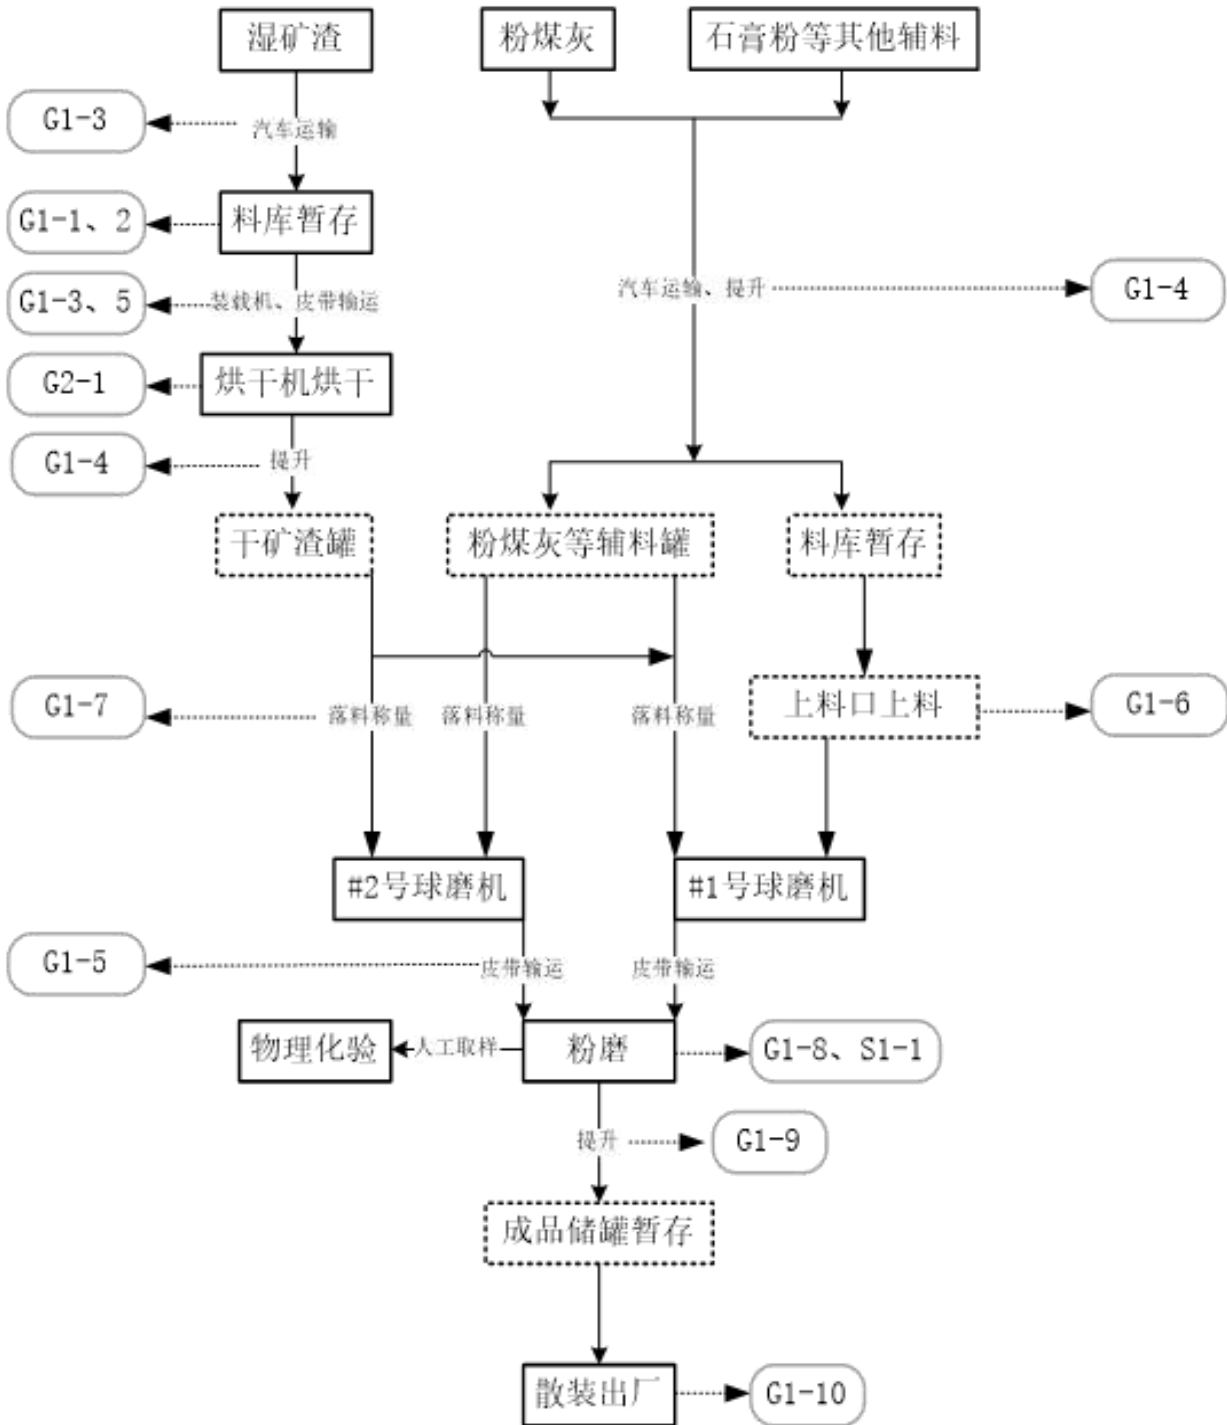 湿矿渣
粉煤灰
石膏粉等其他辅料
G1-3
汽车运输
G1-1、2
料库暂存
G1-3、5
装载机、皮带输运
汽车运输、提升
G1-4
G2-1
烘干机烘干
G1-4
提升
干矿渣罐
粉煤灰等辅料罐
料库暂存
G1-7
落料称量
落料称量
落料称量
上料口上料
G1-6
#2号球磨机
#1号球磨机
G1-5
皮带输运
皮带输运
物理化验
人工取样
粉磨
G1-8、S1-1
提升
G1-9
成品储罐暂存
散装出厂
G1-10